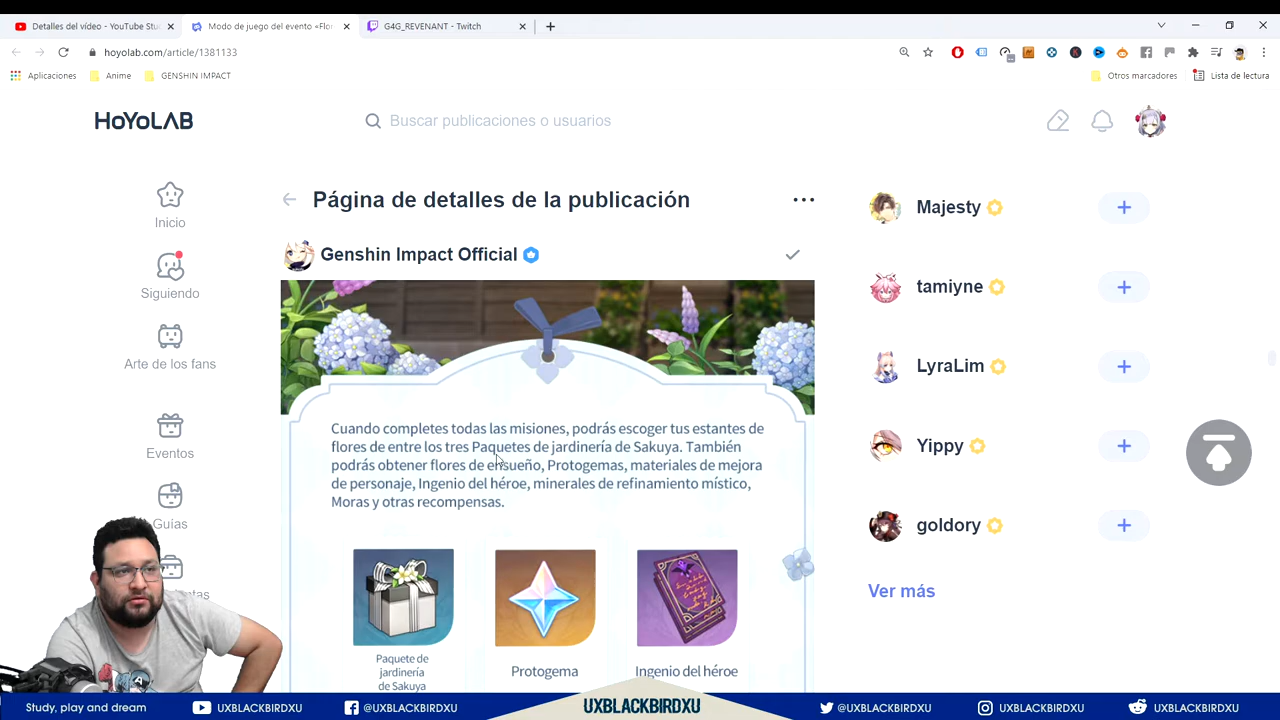 Detalles del vídeo - YouTube Stu
Modo de juego del evento «Flo
G4G_REVENANT - Twitch
hoyolab.com/article/1381133
Aplicaciones
Anime
GENSHIN IMPACT
Otros marcadores
Lista de lectura
HoYoLAB
Buscar publicaciones o usuarios
Inicio
Siguiendo
Arte de los fans
Eventos
Guías
Página de detalles de la publicación
Genshin Impact Official
Cuando completes todas las misiones, podrás escoger tus estantes de
flores de entre los tres Paquetes de jardinería de Sakuya. También
podrás obtener flores de ensueño, Protogemas, materiales de mejora
de personaje, Ingenio del héroe, minerales de refinamiento místico,
Moras y otras recompensas.
Paquete de
jardinería
de Sakuya
Protogema
Ingenio del héroe
Majesty
tamiyne
LyraLim
Yippy
goldory
Ver más
Study, play and dream
UXBLACKBIRDXU
@UXBLACKBIRDXU
UXBLACKBIRDXU
@UXBLACKBIRDXU
UXBLACKBIRDXU
UXBLACKBIRDXU